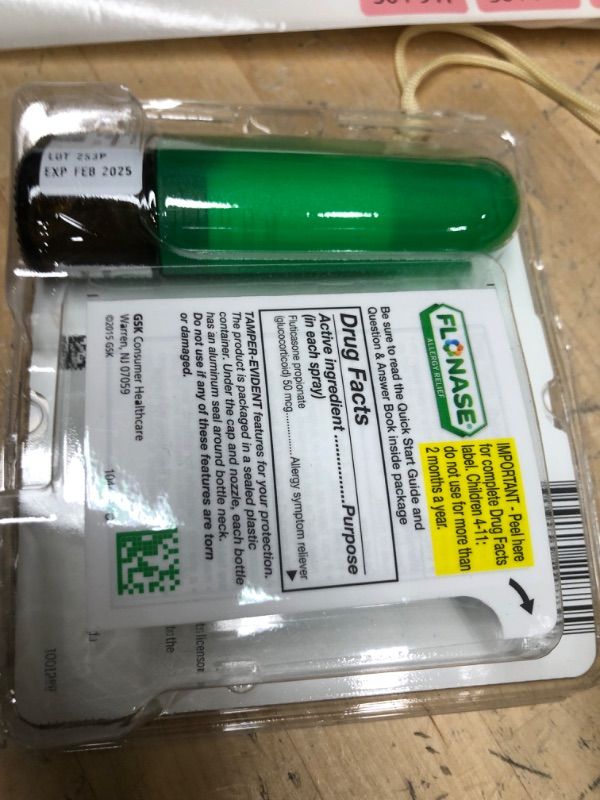 LOT 2S3P
EXP FEB 2025
FLONASE®
ALLERGY RELIEF
IMPORTANT - Peel here
for complete Drug Facts
label. Children 4-11:
do not use for more than
2 months a year.
Be sure to read the Quick Start Guide and
Question & Answer Book inside package
Drug Facts
Active ingredient ................Purpose
(in each spray)
Fluticasone propionate
(glucocorticoid) 50 mcg............. Allergy symptom reliever
TAMPER-EVIDENT features for your protection.
The product is packaged in a sealed plastic
container. Under the cap and nozzle, each bottle
has an aluminum seal around bottle neck.
Do not use if any of these features are torn
or damaged.
GSK Consumer Healthcare
Warren, NJ 07059
©2015 GSK
licensor
to the